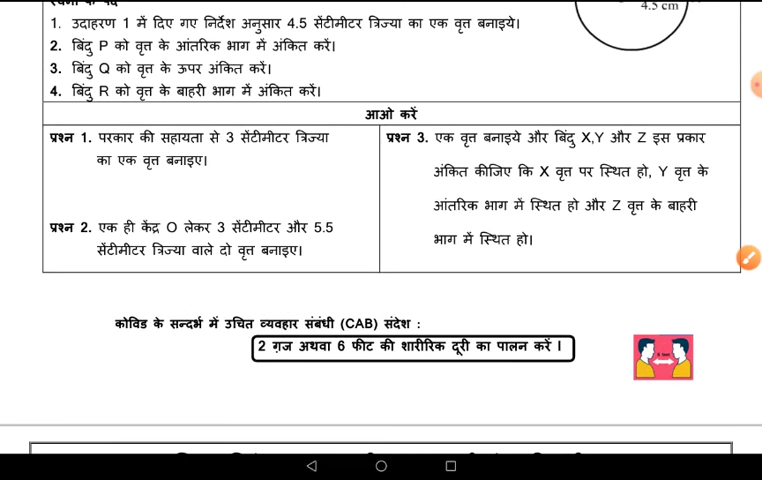 4.5 cm
1. उदाहरण 1 में दिए गए निर्देश अनुसार 4.5 सेंटीमीटर त्रिज्या का एक वृत्त बनाइये।
2. बिंदु P को वृत्त के आंतरिक भाग में अंकित करें।
3. बिंदु Q को वृत्त के ऊपर अंकित करें।
4. बिंदु R को वृत्त के बाहरी भाग में अंकित करें।
आओ करें
प्रश्न 1. परकार की सहायता से 3 सेंटीमीटर त्रिज्या
का एक वृत्त बनाइए।
प्रश्न 2. एक ही केंद्र O लेकर 3 सेंटीमीटर और 5.5
सेंटीमीटर त्रिज्या वाले दो वृत्त बनाइए।
प्रश्न 3. एक वृत्त बनाइये और बिंदु X,Y और Z इस प्रकार
अंकित कीजिए कि X वृत्त पर स्थित हो, Y वृत्त के
आंतरिक भाग में स्थित हो और Z वृत्त के बाहरी
भाग में स्थित हो।
कोविड के सन्दर्भ में उचित व्यवहार संबंधी (CAB) संदेश :
2 गज़ अथवा 6 फीट की शारीरिक दूरी का पालन करें ।